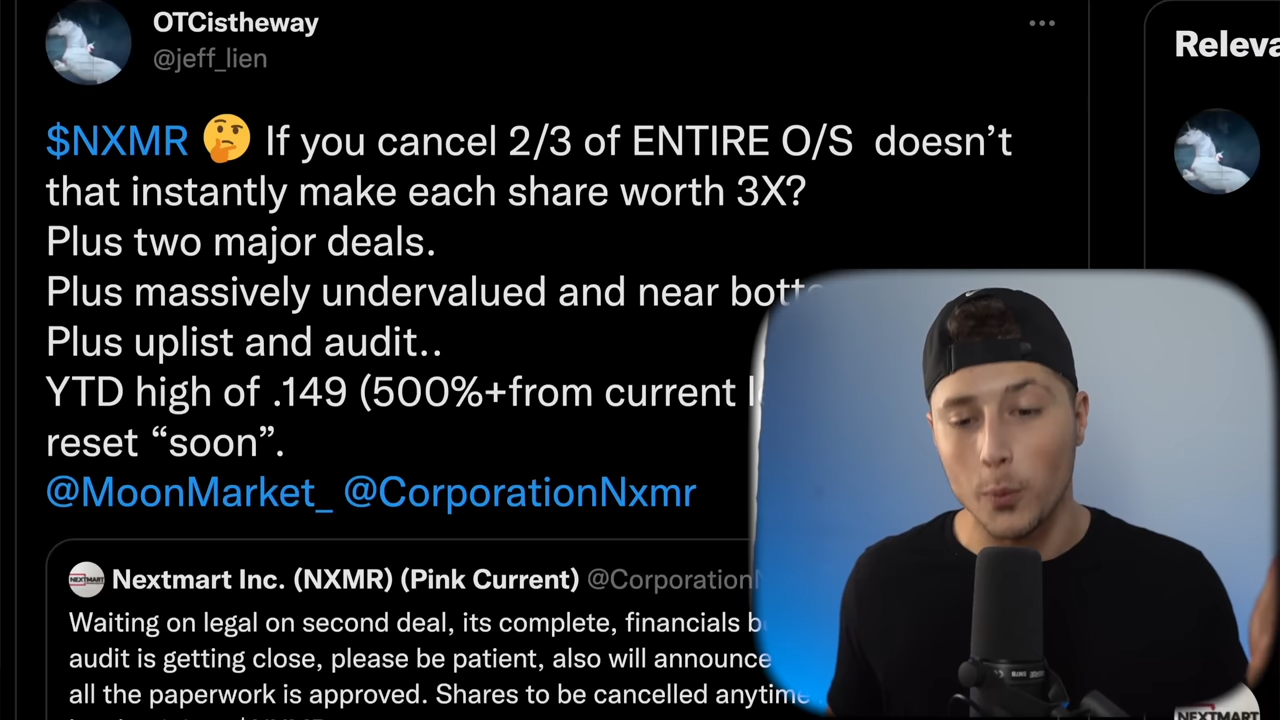 OTCistheway
@jeff_lien
$NXMR 🤔 If you cancel 2/3 of ENTIRE O/S doesn’t
that instantly make each share worth 3X?
Plus two major deals.
Plus massively undervalued and near
Plus uplist and audit..
YTD high of .149 (500%+from current
reset “soon”.
@MoonMarket_ @CorporationNxmr
NEXTMART Nextmart Inc. (NXMR) (Pink Current) @Corporation
Waiting on legal on second deal, its complete, financials
audit is getting close, please be patient, also will announce
all the paperwork is approved. Shares to be cancelled anytime
Releva
NEXTMART